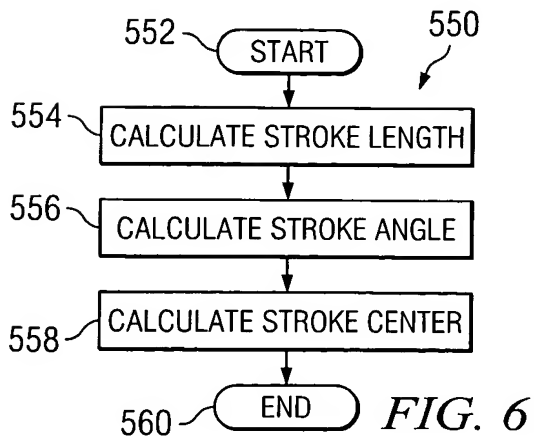 552
START
550
554
CALCULATE STROKE LENGTH
556
CALCULATE STROKE ANGLE
558
CALCULATE STROKE CENTER
560
END
FIG. 6